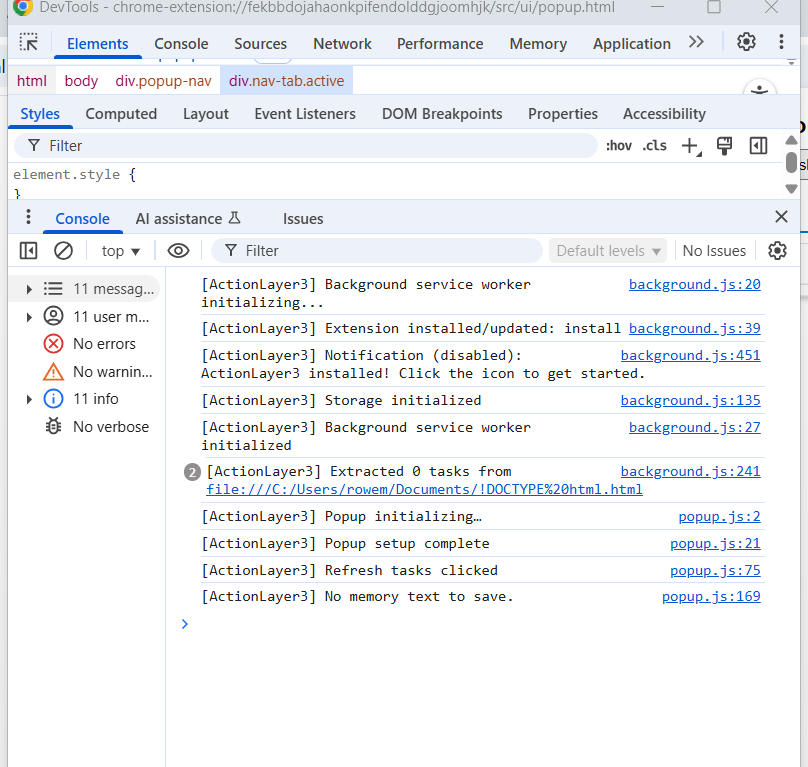 DevTools - chrome-extension://fekbbdojahaonkpifendolddgjoomhjk/src/ui/popup.html
Elements Console Sources Network Performance Memory Application
html body div.popup-nav div.nav-tab.active
Styles Computed Layout Event Listeners DOM Breakpoints Properties Accessibility
Filter :hov .cls
element.style {
}
Console AI assistance Issues
top Filter Default levels No Issues
11 messag...
11 user m...
No errors
No warnin...
11 info
No verbose
[ActionLayer3] Background service worker background.js:20
initializing...
[ActionLayer3] Extension installed/updated: install background.js:39
[ActionLayer3] Notification (disabled): background.js:451
ActionLayer3 installed! Click the icon to get started.
[ActionLayer3] Storage initialized background.js:135
[ActionLayer3] Background service worker background.js:27
initialized
2 [ActionLayer3] Extracted 0 tasks from background.js:241
file:///C:/Users/rowem/Documents/!DOCTYPE%20html.html
[ActionLayer3] Popup initializing… popup.js:2
[ActionLayer3] Popup setup complete popup.js:21
[ActionLayer3] Refresh tasks clicked popup.js:75
[ActionLayer3] No memory text to save. popup.js:169